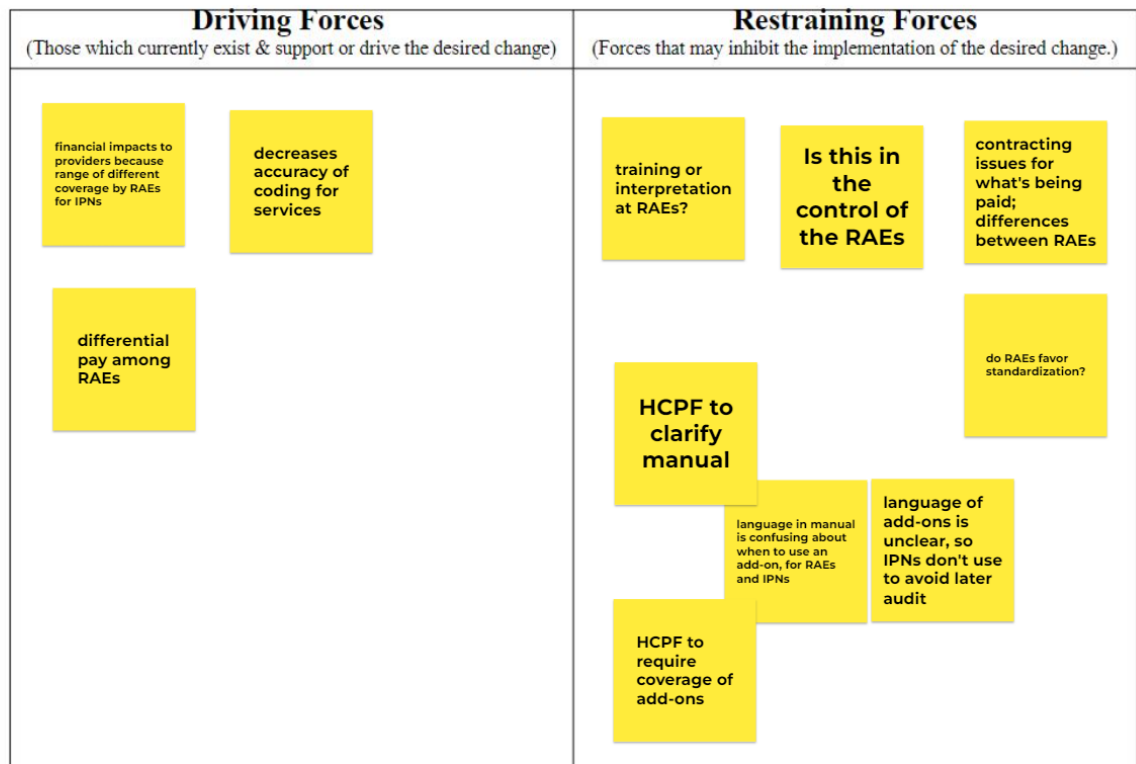 Driving Forces
(Those which currently exist & support or drive the desired change)
financial impacts to
providers because
range of different
coverage by RAEs
for IPNs
decreases
accuracy of
coding for
services
differential
pay among
RAEs
Restraining Forces
(Forces that may inhibit the implementation of the desired change.)
training or
interpretation
at RAEs?
Is this in
the
control of
the RAEs
contracting
issues for
what's being
paid;
differences
between RAEs
do RAEs favor
standardization?
HCPF to
clarify
manual
language in manual
is confusing about
when to use an
add-on, for RAEs
and IPNs
language of
add-ons is
unclear, so
IPNs don't use
to avoid later
audit
HCPF to
require
coverage of
add-ons